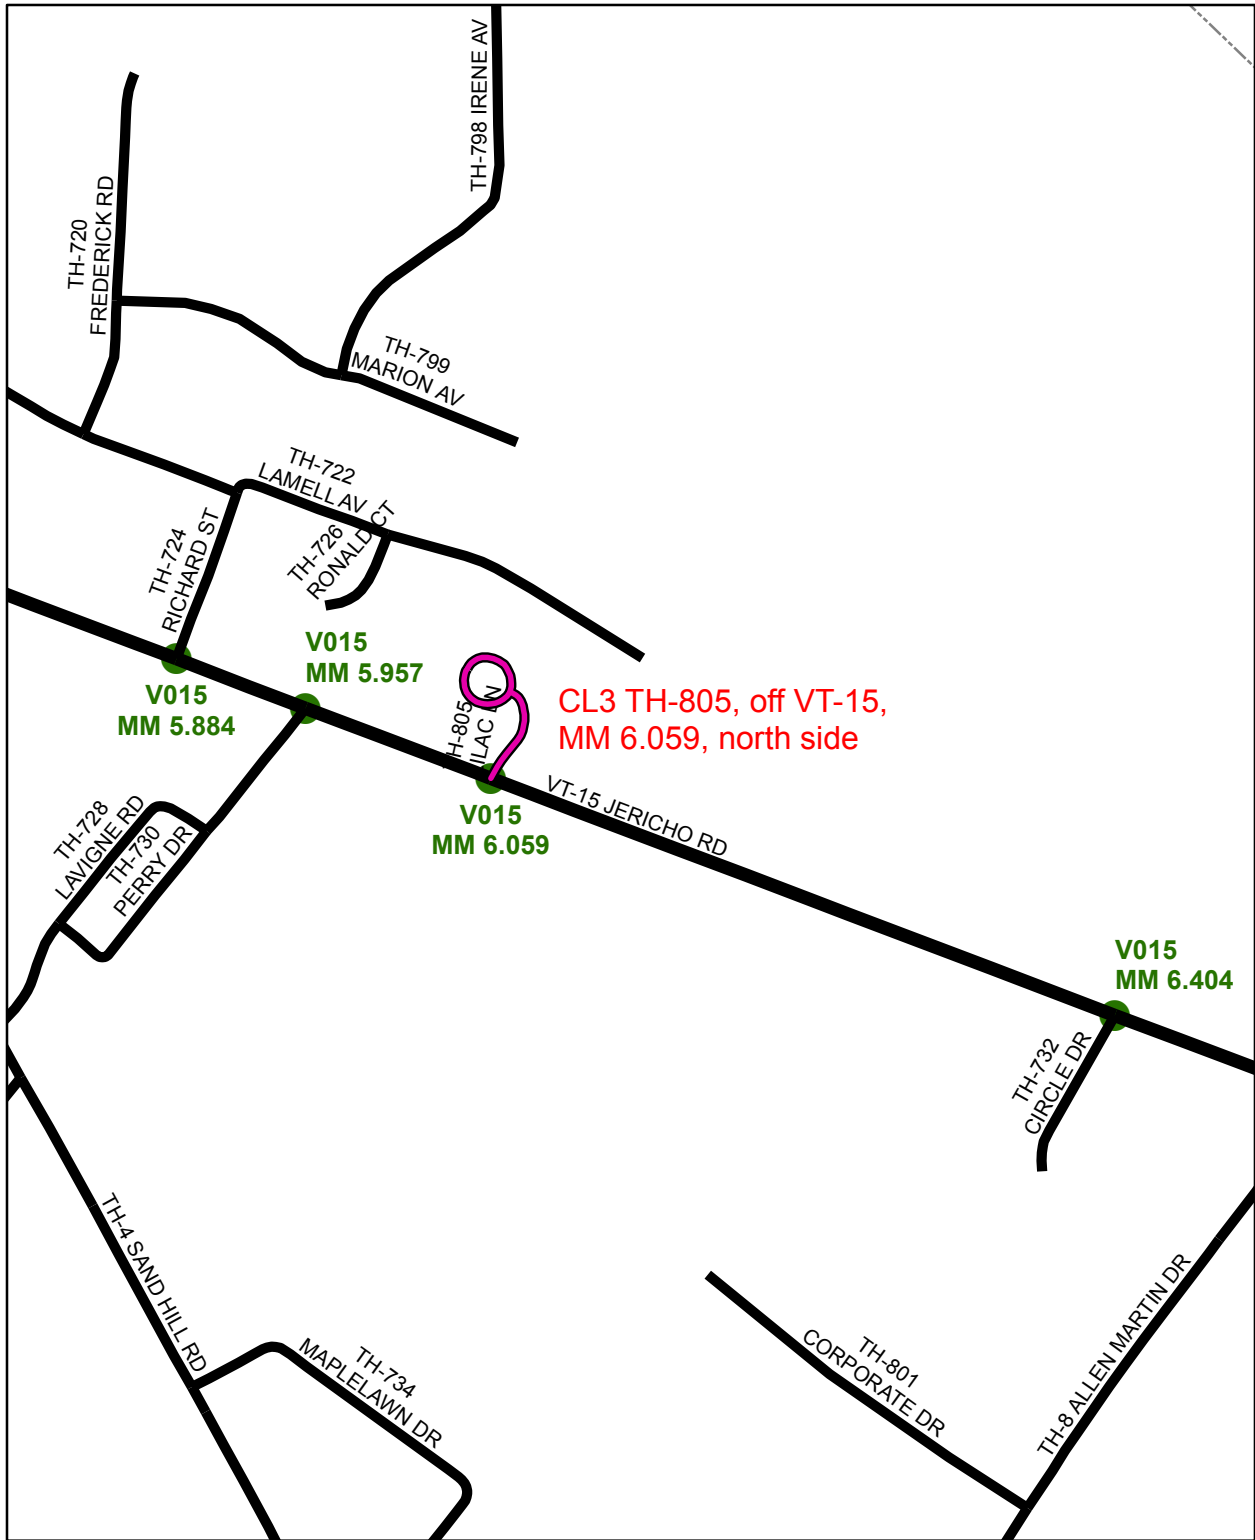 TH-798 IRENE AV
TH-720
FREDERICK RD
TH-799
MARION AV
TH-722
LAMELL AV
TH-724
RICHARD ST
TH-726
RONALD CT
V015
MM 5.957
V015
MM 5.884
TH-805
CL3 TH-805, off VT-15,
MM 6.059, north side
V015
MM 6.059
VT-15 JERICHO RD
TH-728
LAVIGNE RD
TH-730
PERRY DR
V015
MM 6.404
TH-732
CIRCLE DR
TH-4 SAND HILL RD
TH-734
MAPLELAWN DR
TH-801
CORPORATE DR
TH-8 ALLEN MARTIN DR